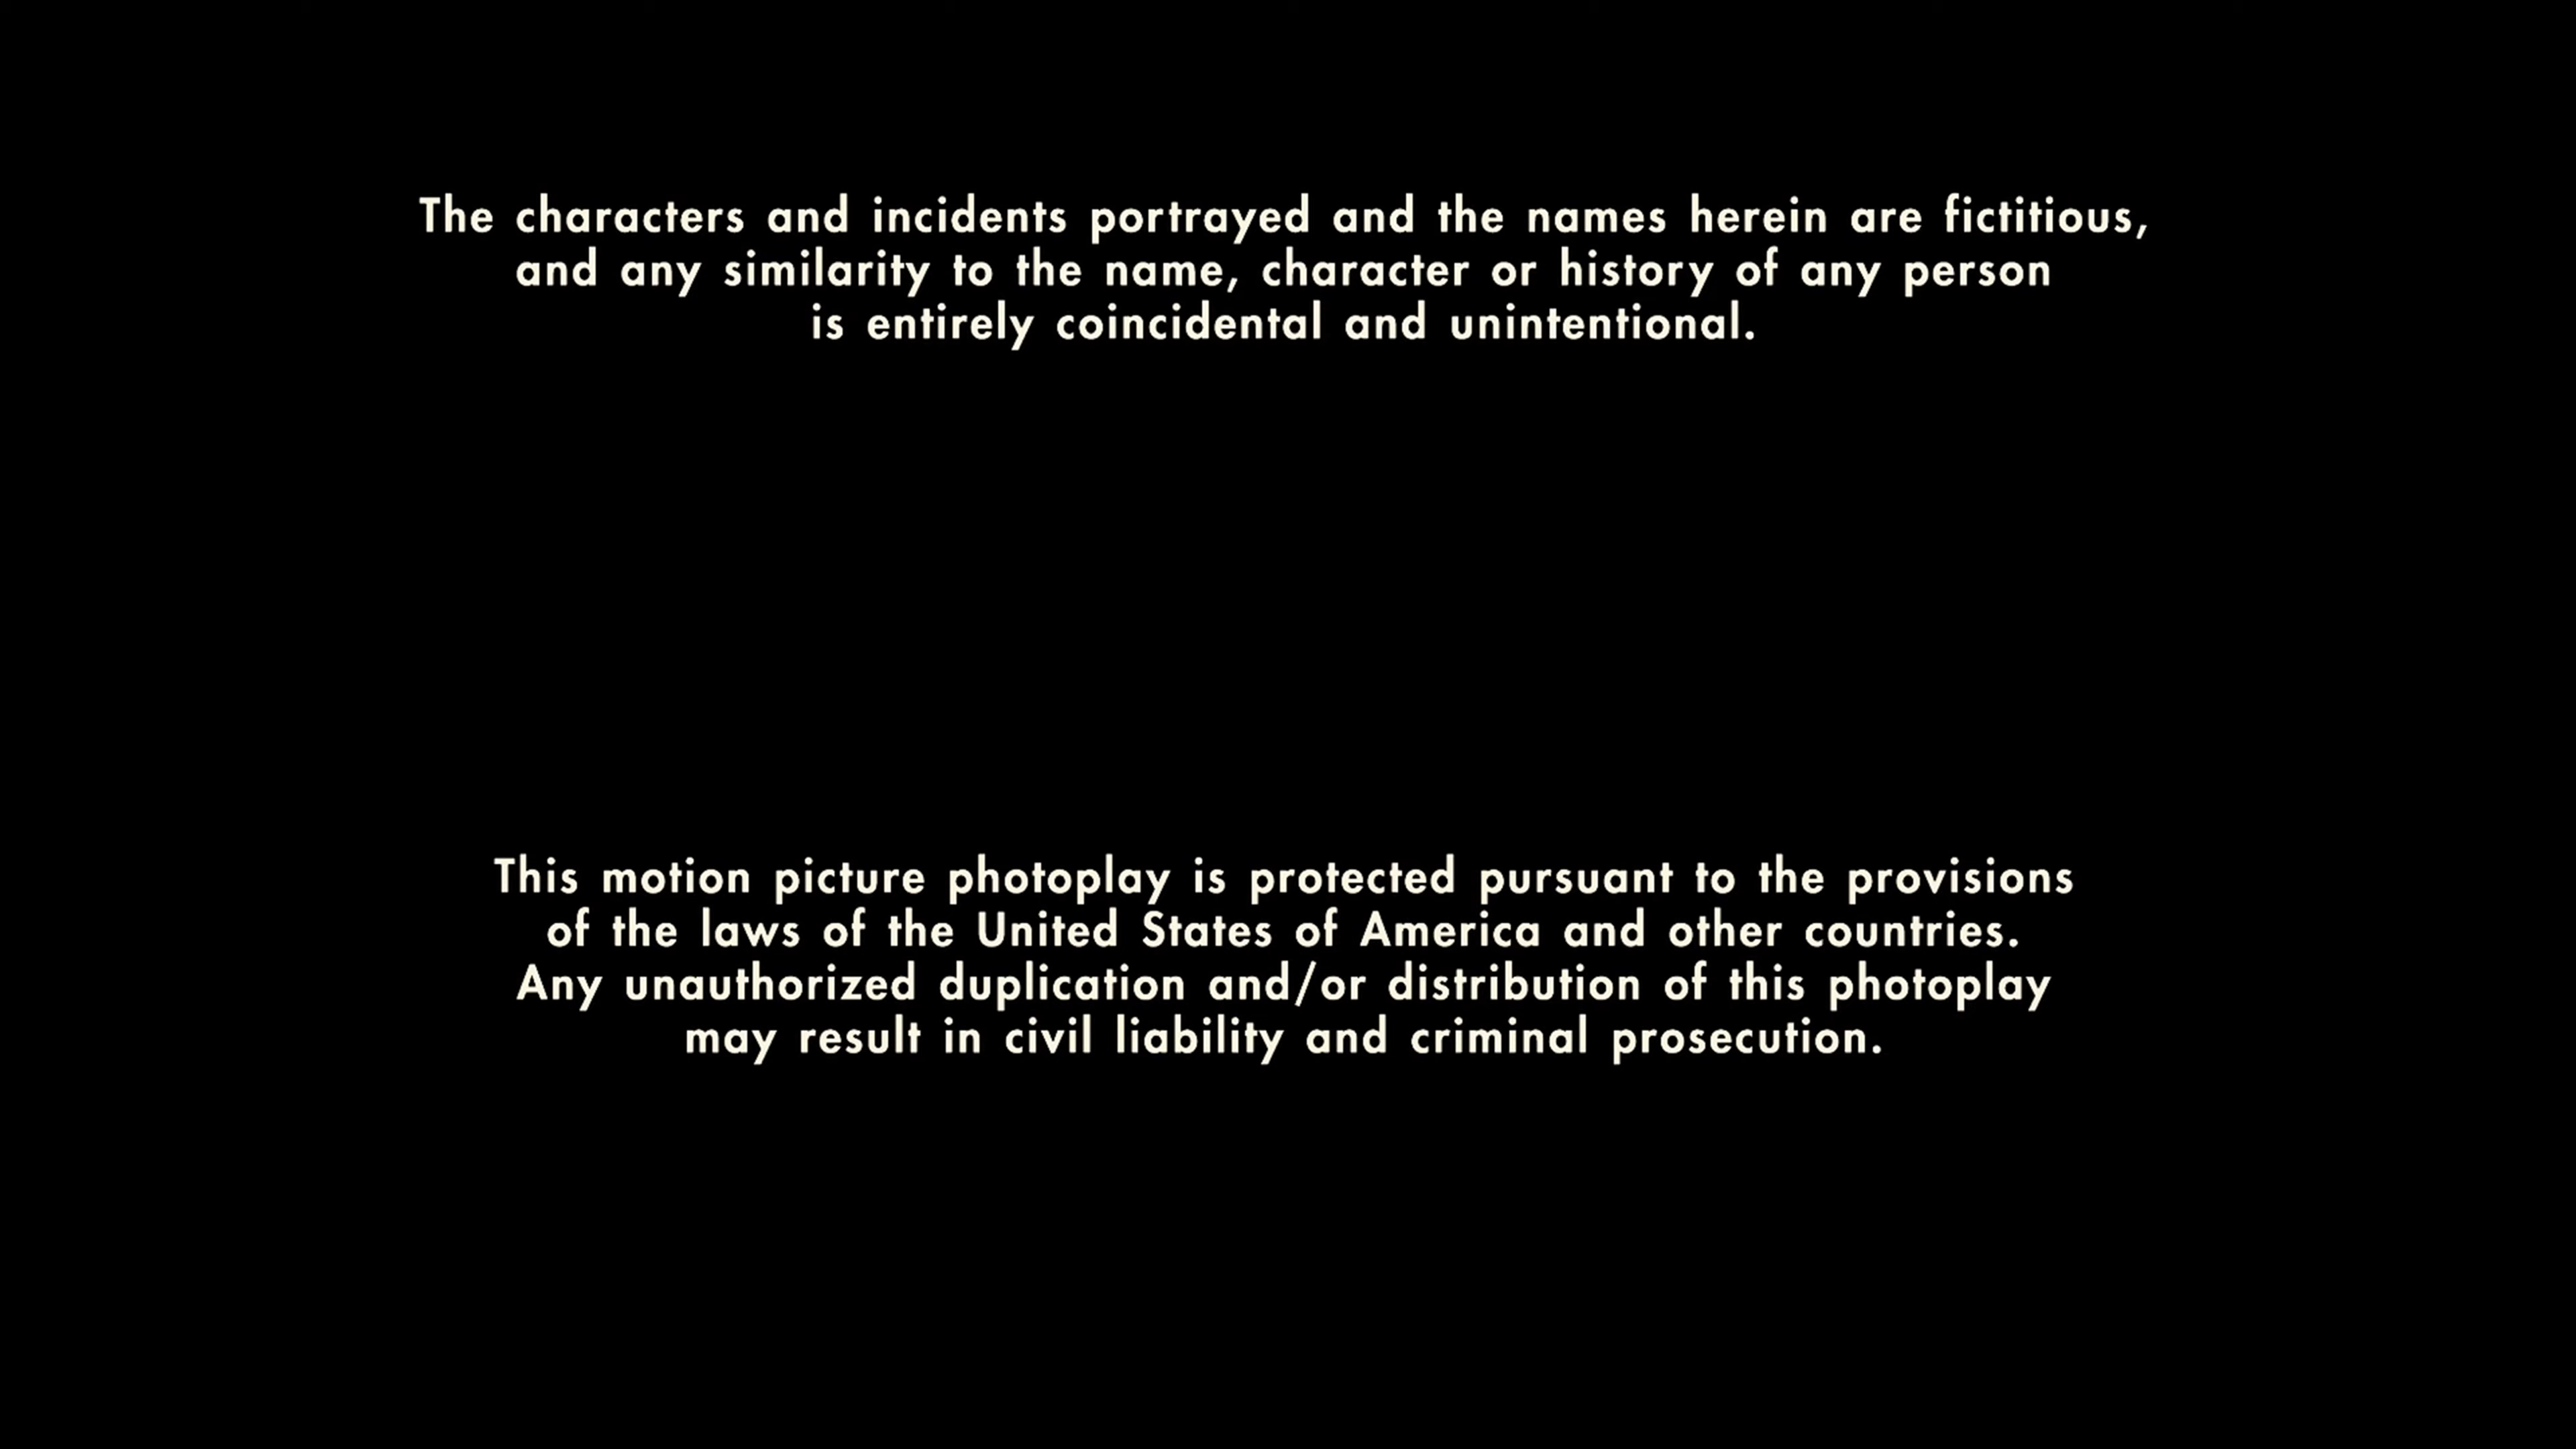 The characters and incidents portrayed and the names herein are fictitious,
and any similarity to the name, character or history of any person
is entirely coincidental and unintentional.
This motion picture photoplay is protected pursuant to the provisions
of the laws of the United States of America and other countries.
Any unauthorized duplication and/or distribution of this photoplay
may result in civil liability and criminal prosecution.